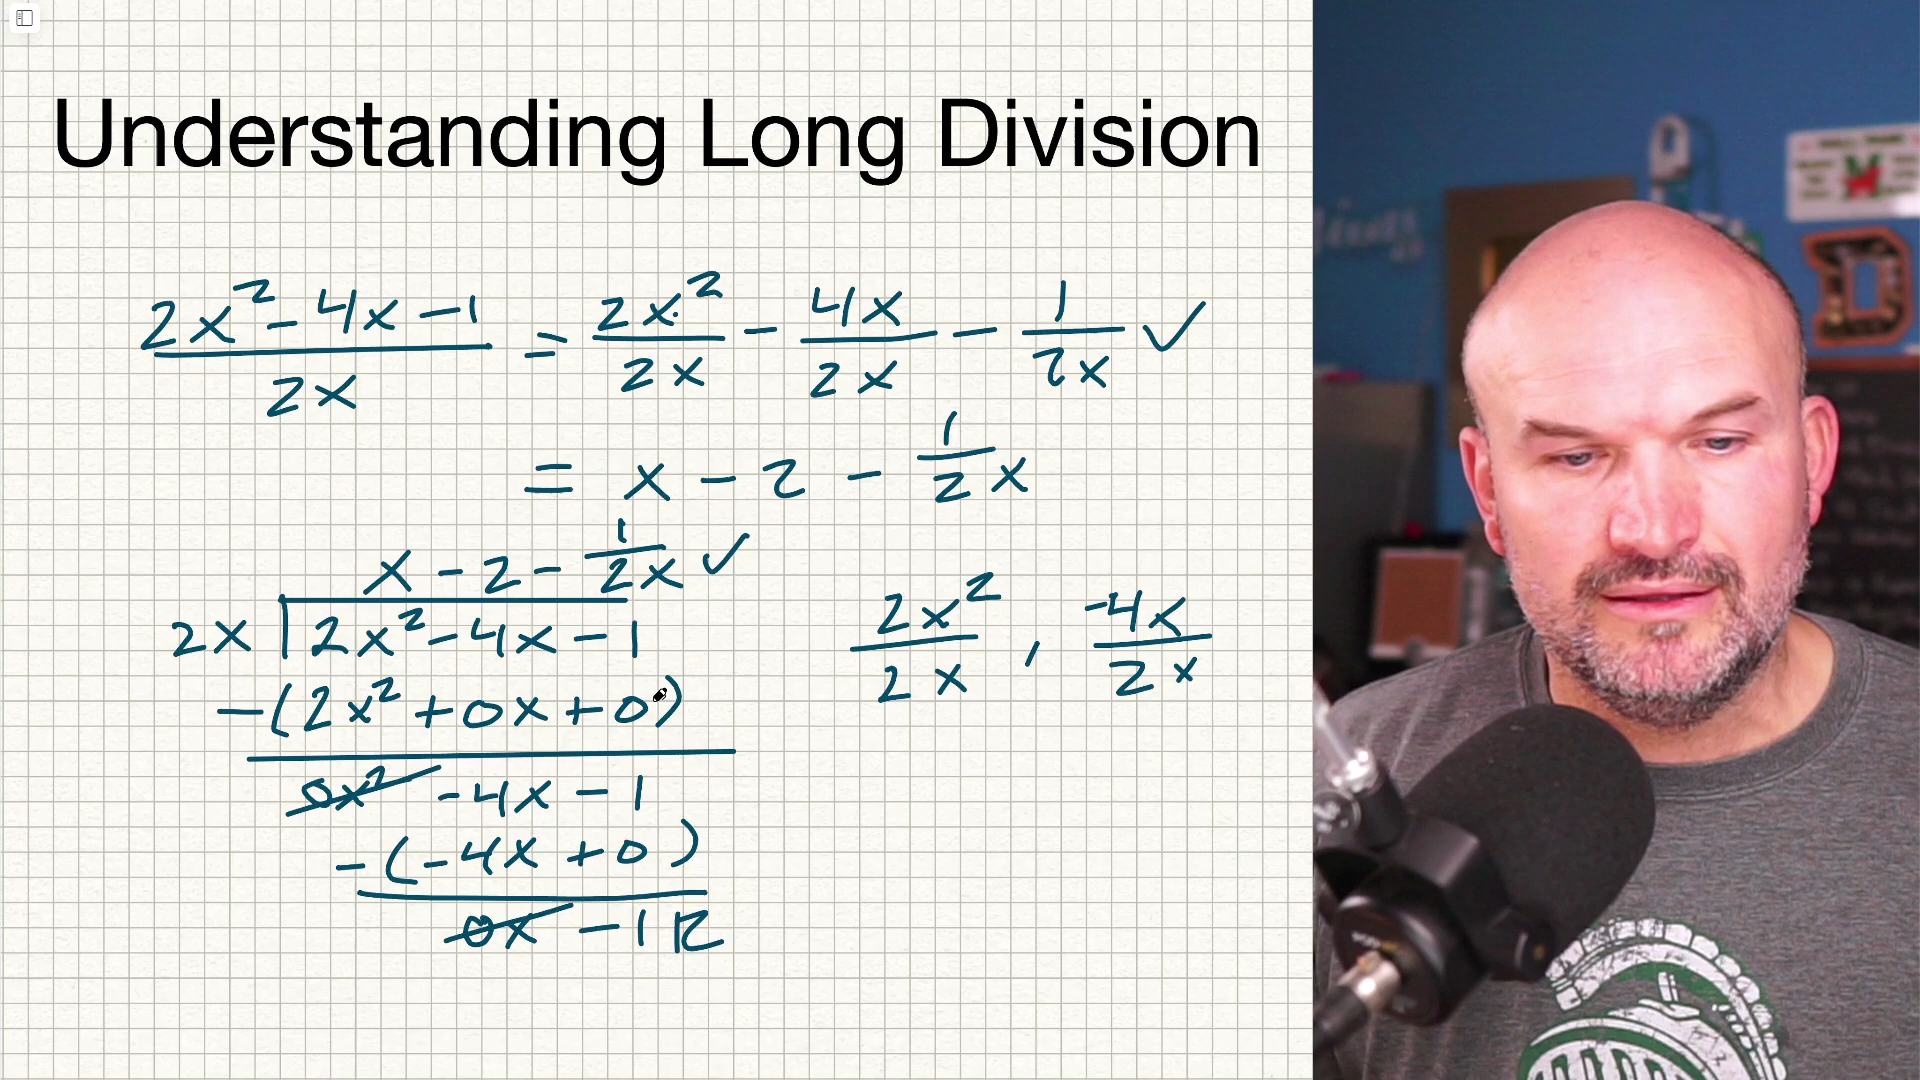 Understanding Long Division
(2x² - 4x - 1)/(2x) = 2x²/2x - 4x/2x - 1/2x ✓
= x - 2 - 1/2x
x - 2 - 1/2x ✓
2x | 2x² - 4x - 1
-(2x² + 0x + 0)
0x² - 4x - 1
-(-4x + 0)
0x - 1 R
2x²/2x , -4x/2x
D